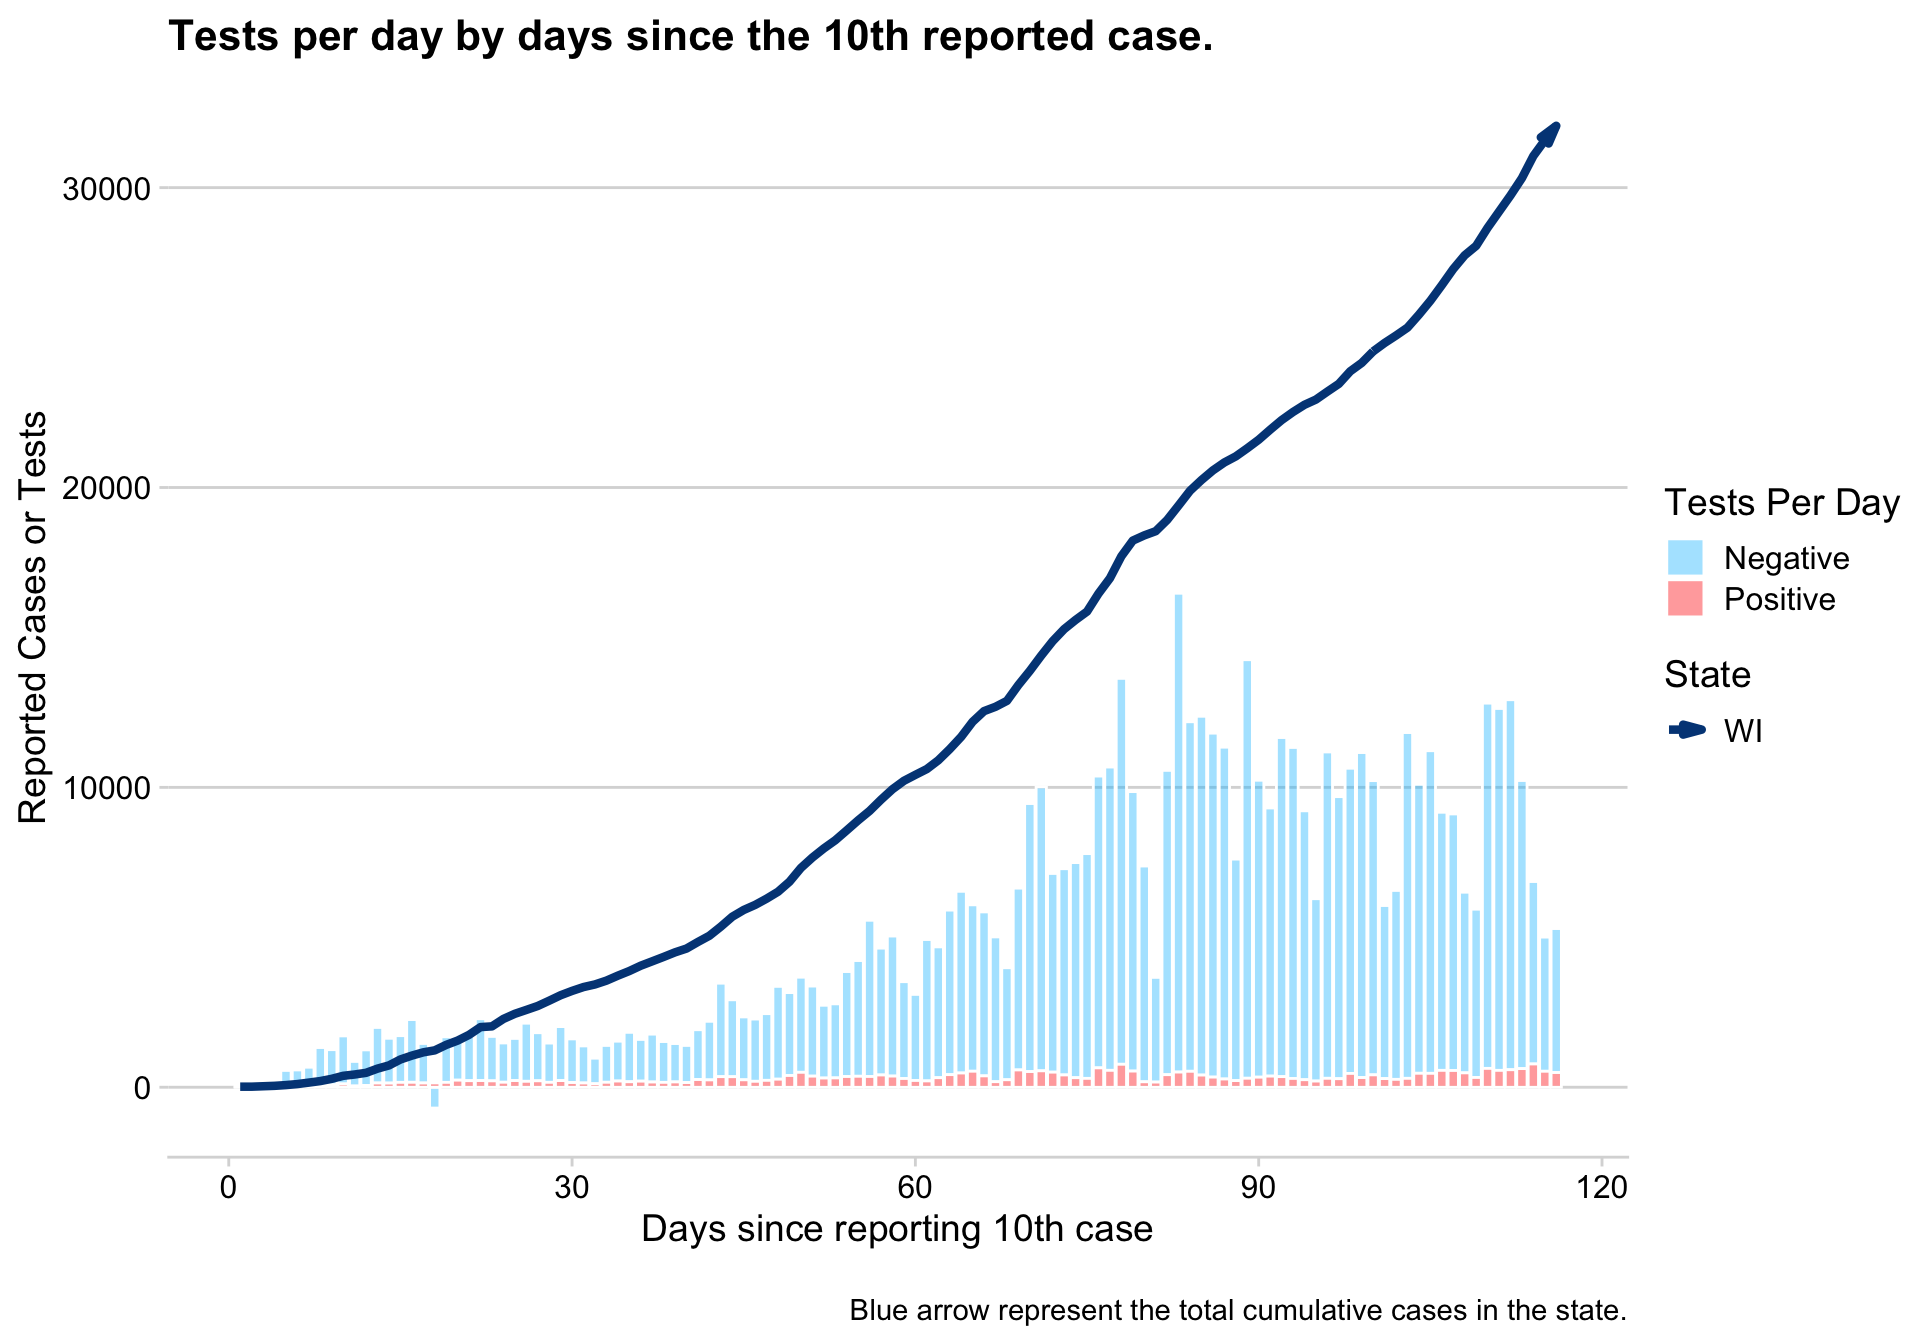 Tests per day by days since the 10th reported case.
Reported Cases or Tests
30000
20000
10000
0
0 30 60 90 120
Days since reporting 10th case
Tests Per Day
Negative
Positive
State
WI
Blue arrow represent the total cumulative cases in the state.